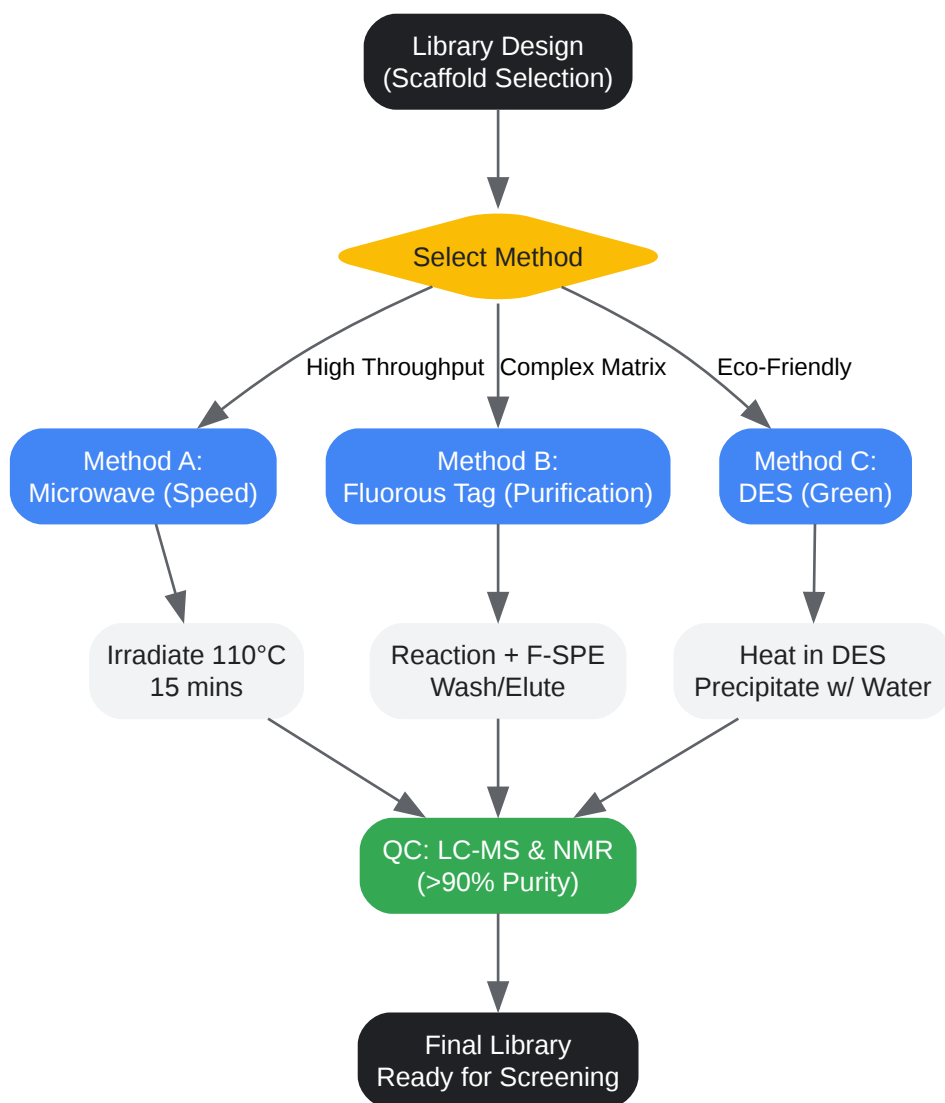 Library Design
(Scaffold Selection)
Select Method
High Throughput
Complex Matrix
Eco-Friendly
Method A:
Microwave (Speed)
Method B:
Fluorous Tag (Purification)
Method C:
DES (Green)
Irradiate 110°C
15 mins
Reaction + F-SPE
Wash/Elute
Heat in DES
Precipitate w/ Water
QC: LC-MS & NMR
(>90% Purity)
Final Library
Ready for Screening